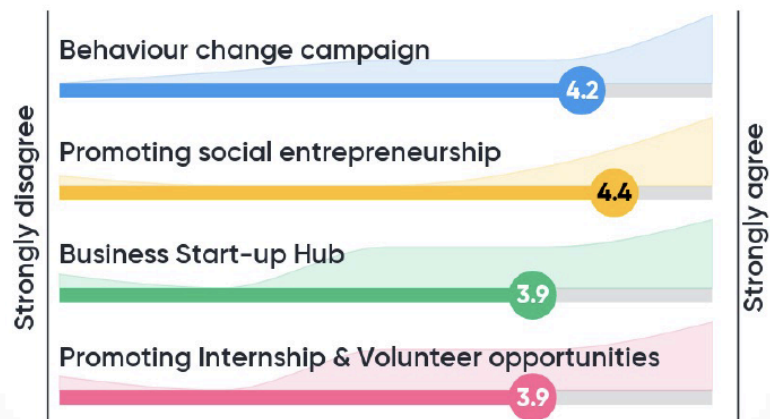 Strongly disagree
Behaviour change campaign
4.2
Promoting social entrepreneurship
4.4
Business Start-up Hub
3.9
Promoting Internship & Volunteer opportunities
3.9
Strongly agree